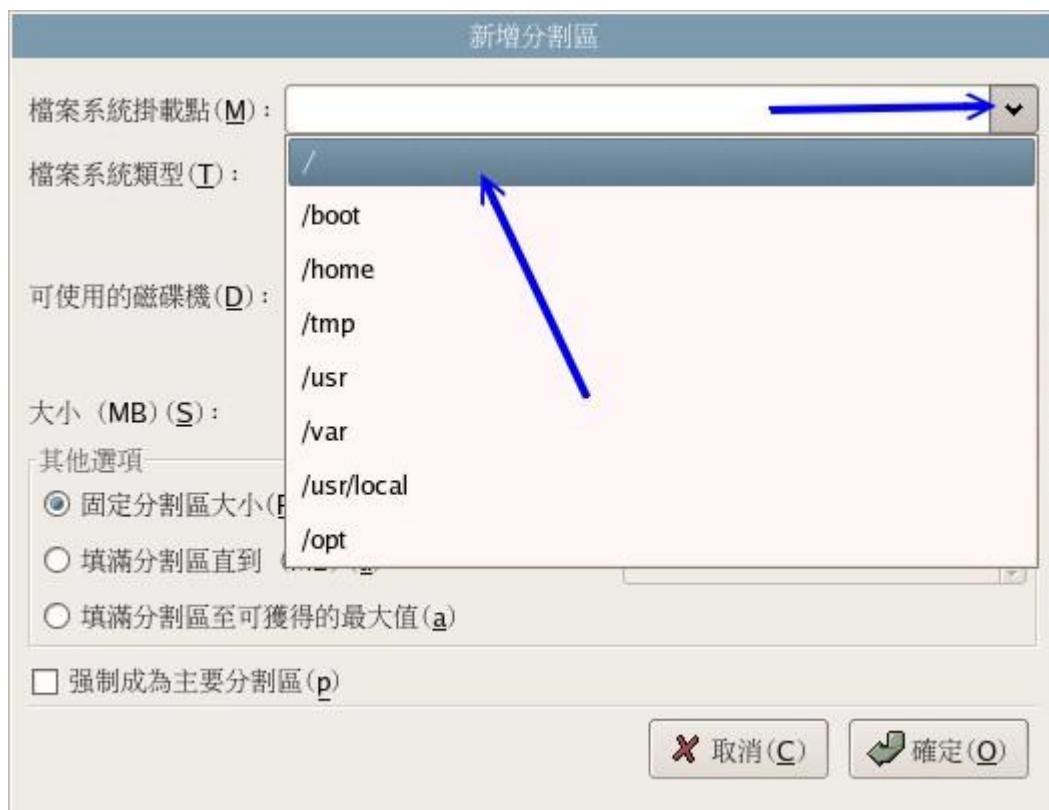 新增分割區
檔案系統掛載點(M):
/
檔案系統類型(T):
/boot
/home
可使用的磁碟機(D):
/tmp
/usr
大小 (MB)(S):
/var
其他選項
/usr/local
固定分割區大小(
/opt
填滿分割區直到
填滿分割區至可獲得的最大值(a)
强制成為主要分割區(p)
取消(C)
確定(O)